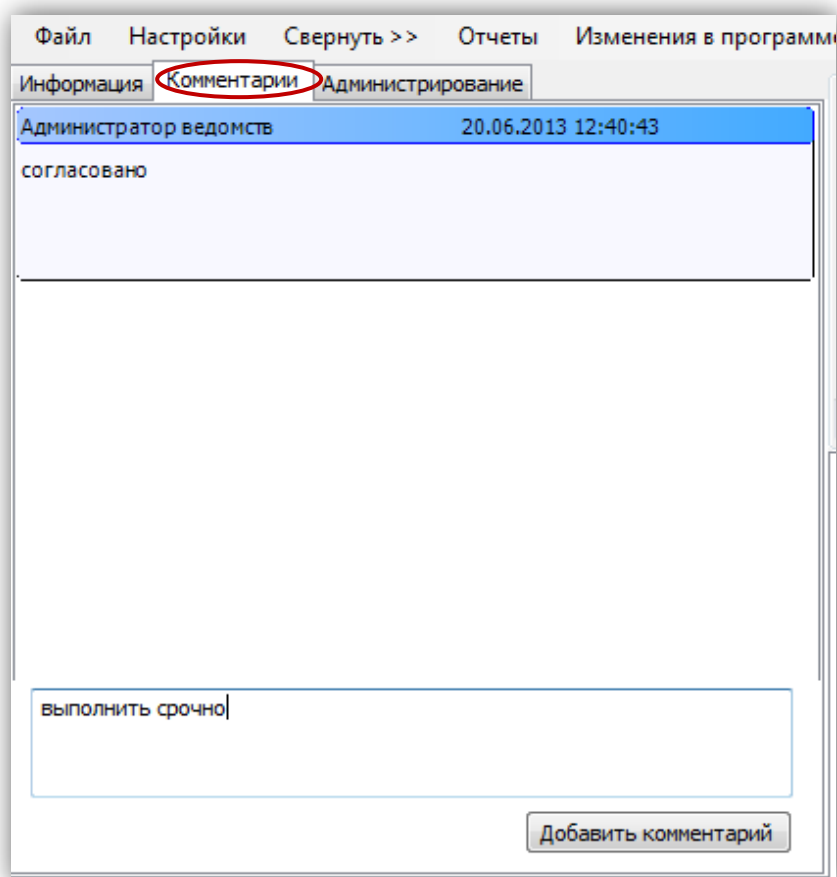 Файл Настройки Свернуть >> Отчеты Изменения в программе
Информация Комментарии Администрирование
Администратор ведомств 20.06.2013 12:40:43
согласовано
выполнить срочно
Добавить комментарий